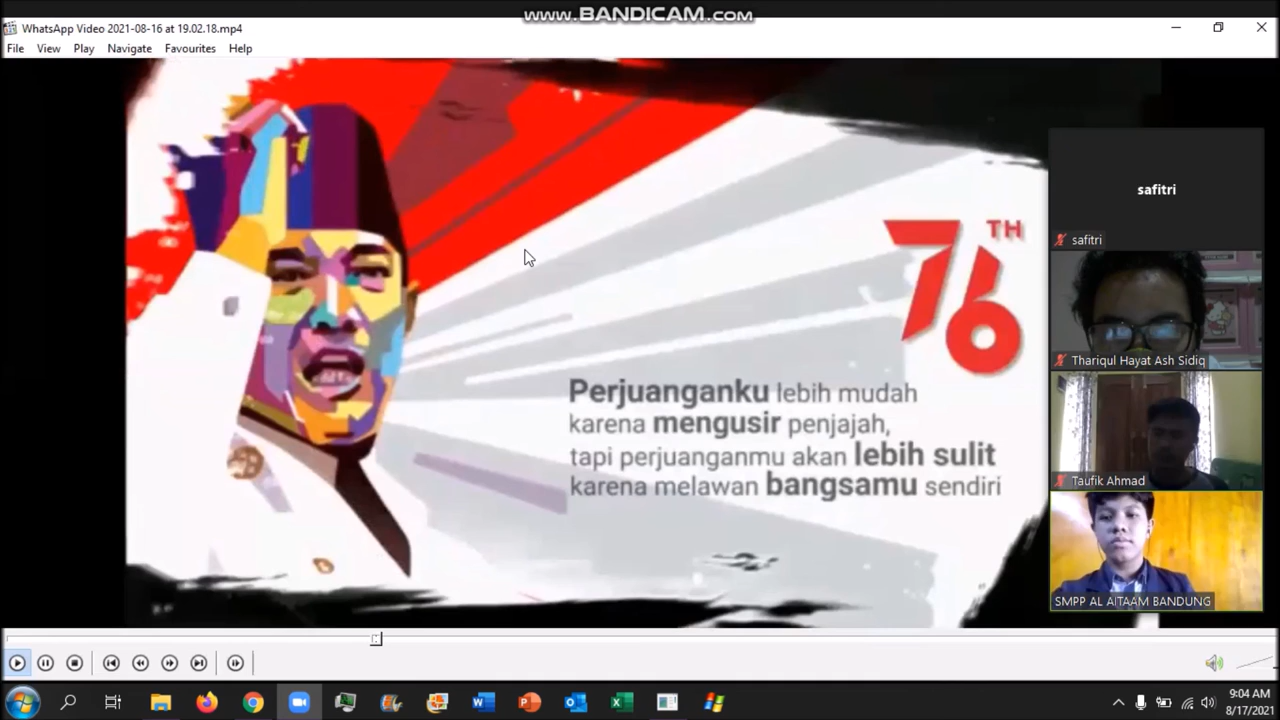 www.BANDICAM.com
WhatsApp Video 2021-08-16 at 19.02.18.mp4
File View Play Navigate Favourites Help
76TH
Perjuanganku lebih mudah
karena mengusir penjajah,
tapi perjuanganmu akan lebih sulit
karena melawan bangsamu sendiri
safitri
safitri
Thariqul Hayat Ash Sidiq
Taufik Ahmad
SMPP AL AITAAM BANDUNG
9:04 AM
8/17/2021